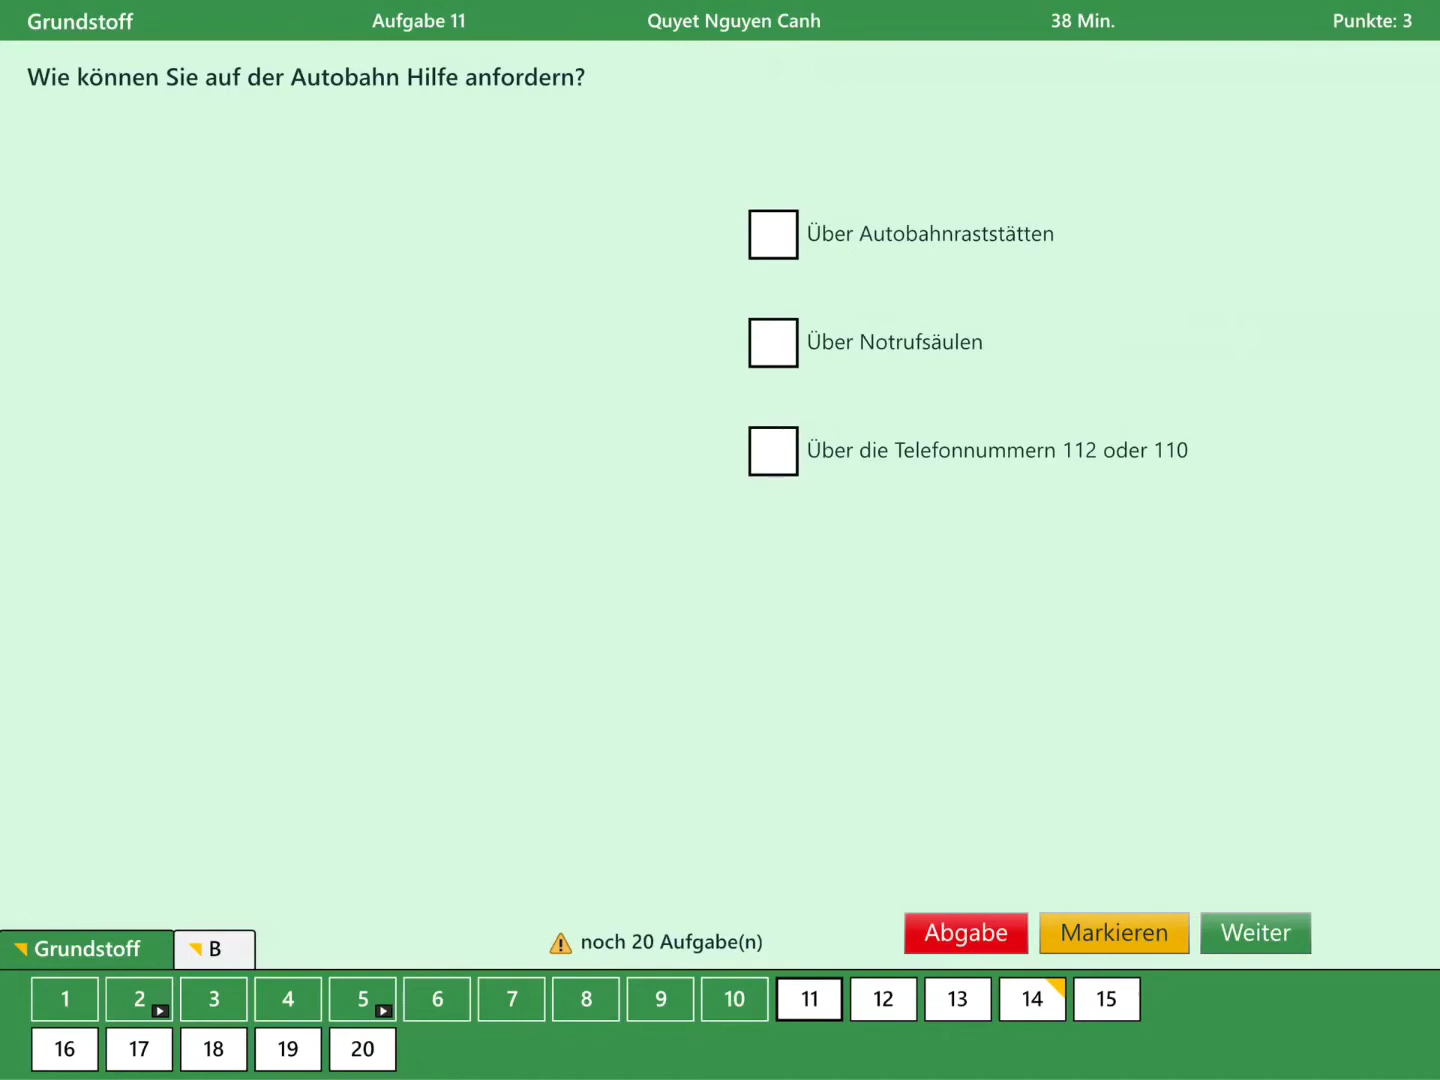 Grundstoff Aufgabe 11 Quyet Nguyen Canh 38 Min. Punkte: 3
Wie können Sie auf der Autobahn Hilfe anfordern?
Über Autobahnraststätten
Über Notrufsäulen
Über die Telefonnummern 112 oder 110
Grundstoff B noch 20 Aufgabe(n) Abgabe Markieren Weiter
1 2 3 4 5 6 7 8 9 10 11 12 13 14 15
16 17 18 19 20